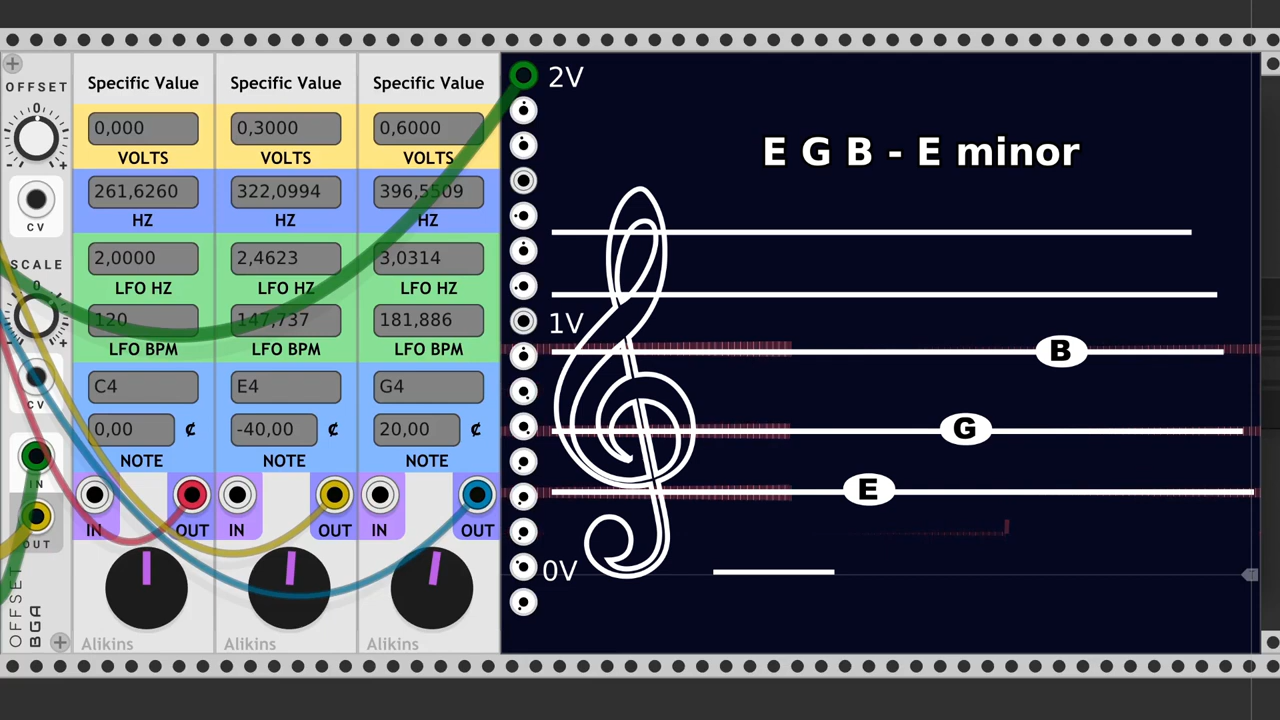 OFFSET
0
- +
CV
SCALE
0
- +
CV
IN
OUT
OFFSET
BGA
Specific Value
0,000
VOLTS
261,6260
HZ
2,0000
LFO HZ
120
LFO BPM
C4
0,00 ¢
NOTE
IN OUT
Alikins
Specific Value
0,3000
VOLTS
322,0994
HZ
2,4623
LFO HZ
147,737
LFO BPM
E4
-40,00 ¢
NOTE
IN OUT
Alikins
Specific Value
0,6000
VOLTS
396,5509
HZ
3,0314
LFO HZ
181,886
LFO BPM
G4
20,00 ¢
NOTE
IN OUT
Alikins
2V
E G B - E minor
1V
B
G
E
0V